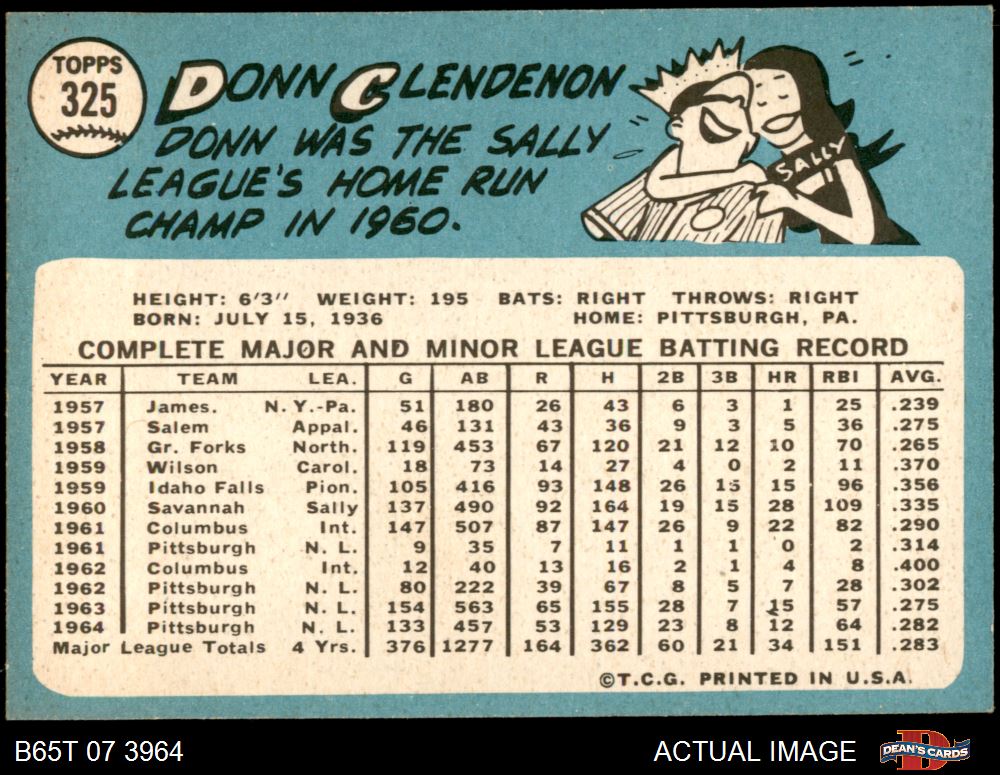 TOPPS
325
DONN CLENDENON
DONN WAS THE SALLY
LEAGUE'S HOME RUN
CHAMP IN 1960.
SALLY
HEIGHT: 6'3" WEIGHT: 195 BATS: RIGHT THROWS: RIGHT
BORN: JULY 15, 1936 HOME: PITTSBURGH, PA.
COMPLETE MAJOR AND MINOR LEAGUE BATTING RECORD
YEAR TEAM LEA. G AB R H 2B 3B HR RBI AVG.
1957 James. N.Y.-Pa. 51 180 26 43 6 3 1 25 .239
1957 Salem Appal. 46 131 43 36 9 3 5 36 .275
1958 Gr. Forks North. 119 453 67 120 21 12 10 70 .265
1959 Wilson Carol. 18 73 14 27 4 0 2 11 .370
1959 Idaho Falls Pion. 105 416 93 148 26 15 15 96 .356
1960 Savannah Sally 137 490 92 164 19 15 28 109 .335
1961 Columbus Int. 147 507 87 147 26 9 22 82 .290
1961 Pittsburgh N. L. 9 35 7 11 1 1 0 2 .314
1962 Columbus Int. 12 40 13 16 2 1 4 8 .400
1962 Pittsburgh N. L. 80 222 39 67 8 5 7 28 .302
1963 Pittsburgh N. L. 154 563 65 155 28 7 15 57 .275
1964 Pittsburgh N. L. 133 457 53 129 23 8 12 64 .282
Major League Totals 4 Yrs. 376 1277 164 362 60 21 34 151 .283
©T.C.G. PRINTED IN U.S.A.
B65T 07 3964 ACTUAL IMAGE DEAN'S CARDS